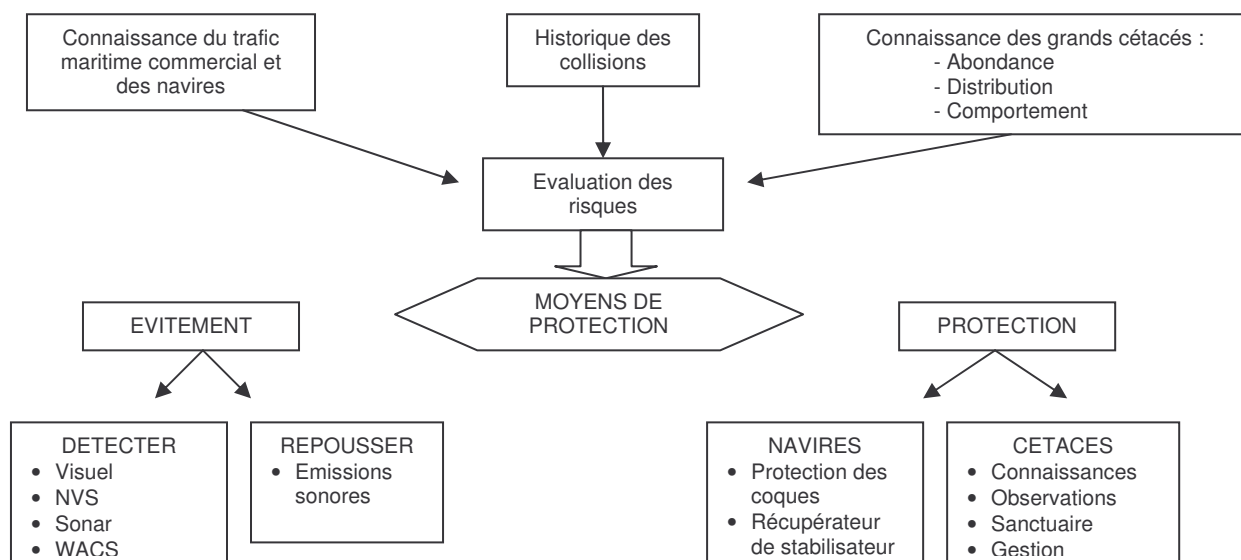 Connaissance du trafic
maritime commercial et
des navires
Historique des
collisions
Connaissance des grands cétacés :
- Abondance
- Distribution
- Comportement
Evaluation des
risques
MOYENS DE
PROTECTION
EVITEMENT
PROTECTION
DETECTER
• Visuel
• NVS
• Sonar
• WACS
REPOUSSER
• Emissions
sonores
NAVIRES
• Protection des
coques
• Récupérateur
de stabilisateur
CETACES
• Connaissances
• Observations
• Sanctuaire
• Gestion